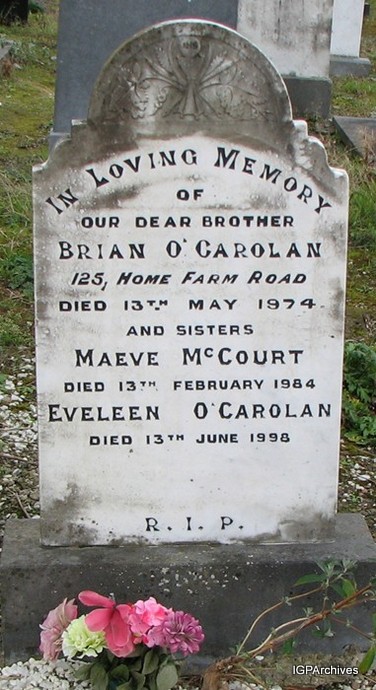 IN LOVING MEMORY
OF
OUR DEAR BROTHER
BRIAN O'CAROLAN
125, HOME FARM ROAD
DIED 13TH MAY 1974
AND SISTERS
MAEVE McCOURT
DIED 13TH FEBRUARY 1984
EVELEEN O'CAROLAN
DIED 13TH JUNE 1998
R. I. P.
IGPArchives